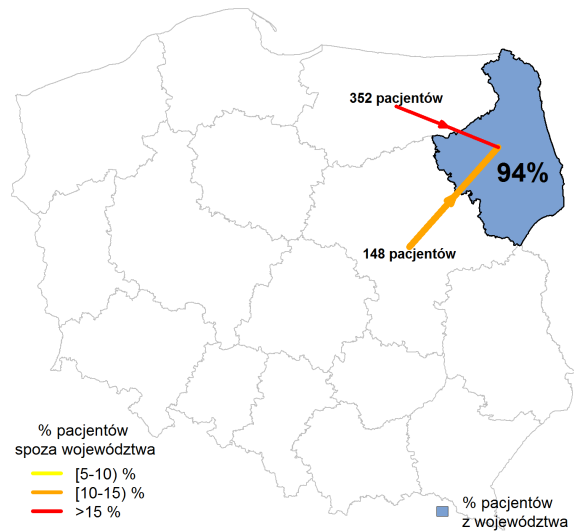 352 pacjentów
94%
148 pacjentów
% pacjentów
spoza województwa
[5-10) %
[10-15) %
>15 %
% pacjentów
z województwa